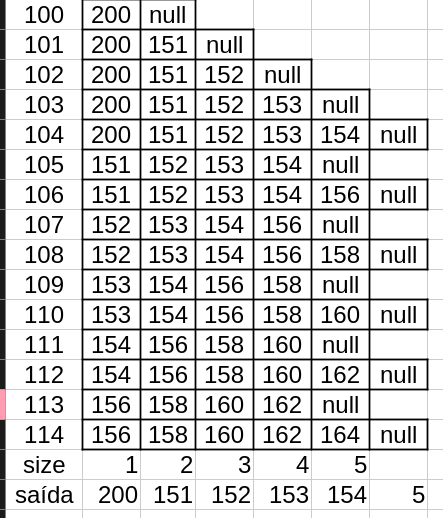 100 200 null
101 200 151 null
102 200 151 152 null
103 200 151 152 153 null
104 200 151 152 153 154 null
105 151 152 153 154 null
106 151 152 153 154 156 null
107 152 153 154 156 null
108 152 153 154 156 158 null
109 153 154 156 158 null
110 153 154 156 158 160 null
111 154 156 158 160 null
112 154 156 158 160 162 null
113 156 158 160 162 null
114 156 158 160 162 164 null
size 1 2 3 4 5
saída 200 151 152 153 154 5